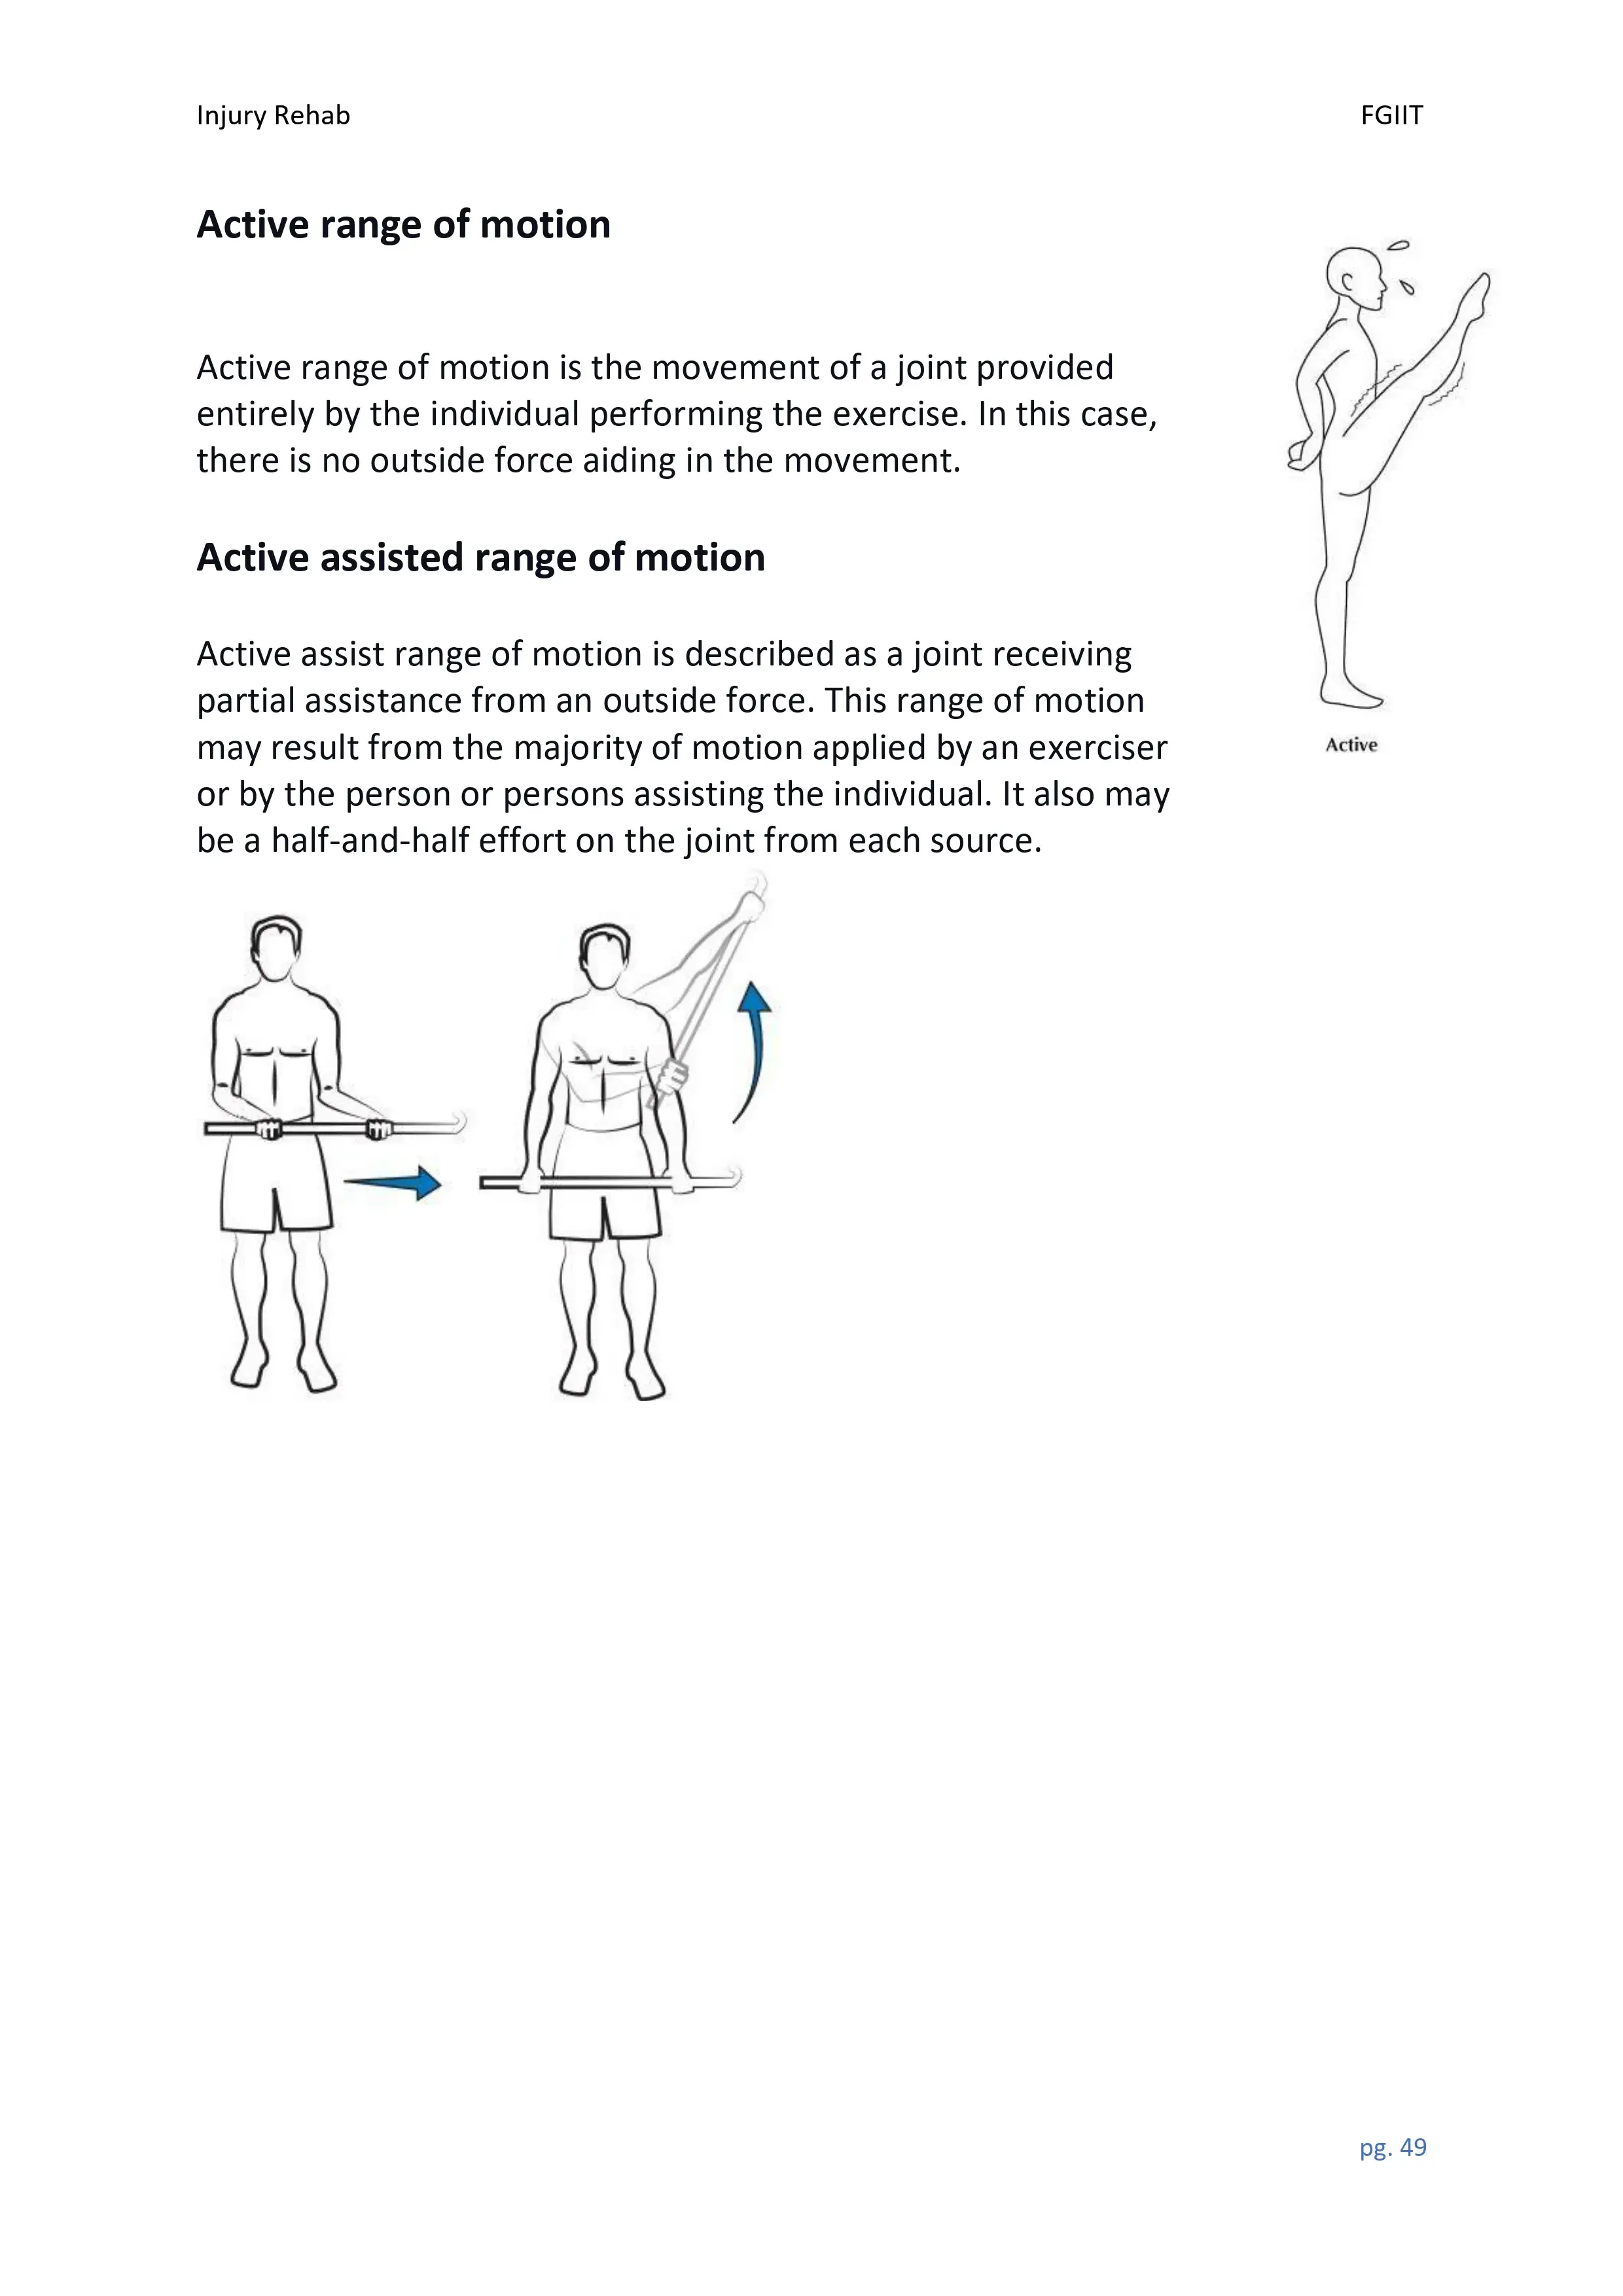 Injury Rehab
FGIIT
Active range of motion
Active range of motion is the movement of a joint provided
entirely by the individual performing the exercise. In this case,
there is no outside force aiding in the movement.
Active assisted range of motion
Active assist range of motion is described as a joint receiving
partial assistance from an outside force. This range of motion
may result from the majority of motion applied by an exerciser
or by the person or persons assisting the individual. It also may
be a half-and-half effort on the joint from each source.
Active
pg. 49